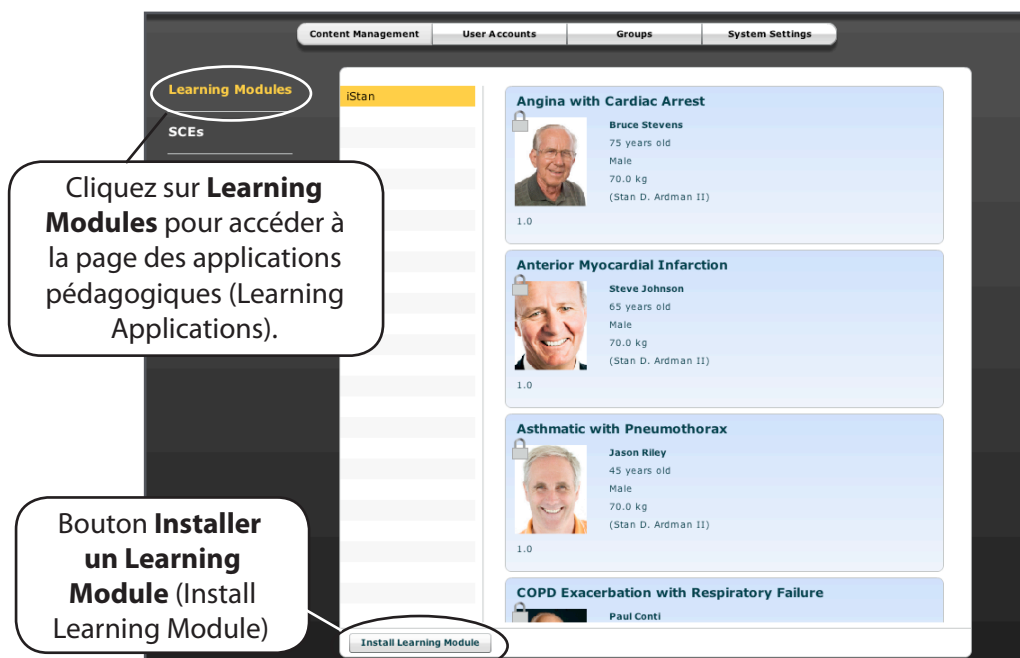 Content Management
User Accounts
Groups
System Settings
Learning Modules
SCEs
Cliquez sur Learning
Modules pour accéder à
la page des applications
pédagogiques (Learning
Applications).
Bouton Installer
un Learning
Module (Install
Learning Module)
iStan
Angina with Cardiac Arrest
Bruce Stevens
75 years old
Male
70.0 kg
(Stan D. Ardman II)
1.0
Anterior Myocardial Infarction
Steve Johnson
65 years old
Male
70.0 kg
(Stan D. Ardman II)
1.0
Asthmatic with Pneumothorax
Jason Riley
45 years old
Male
70.0 kg
(Stan D. Ardman II)
1.0
COPD Exacerbation with Respiratory Failure
Paul Conti
Install Learning Module